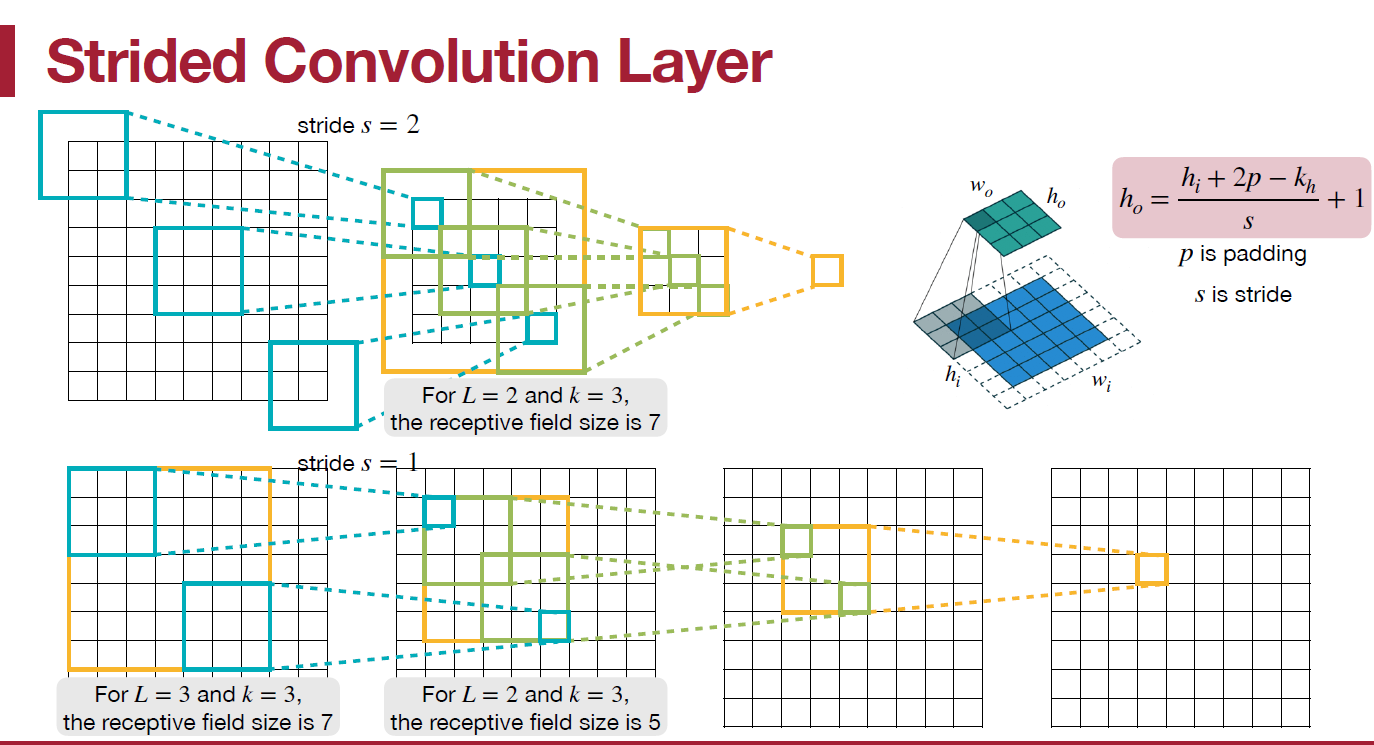 Strided Convolution Layer
stride s = 2
For L = 2 and k = 3,
the receptive field size is 7
w_o
h_o
h_i
w_i
h_o = \frac{h_i + 2p - k_h}{s} + 1
p is padding
s is stride
stride s = 1
For L = 3 and k = 3,
the receptive field size is 7
For L = 2 and k = 3,
the receptive field size is 5